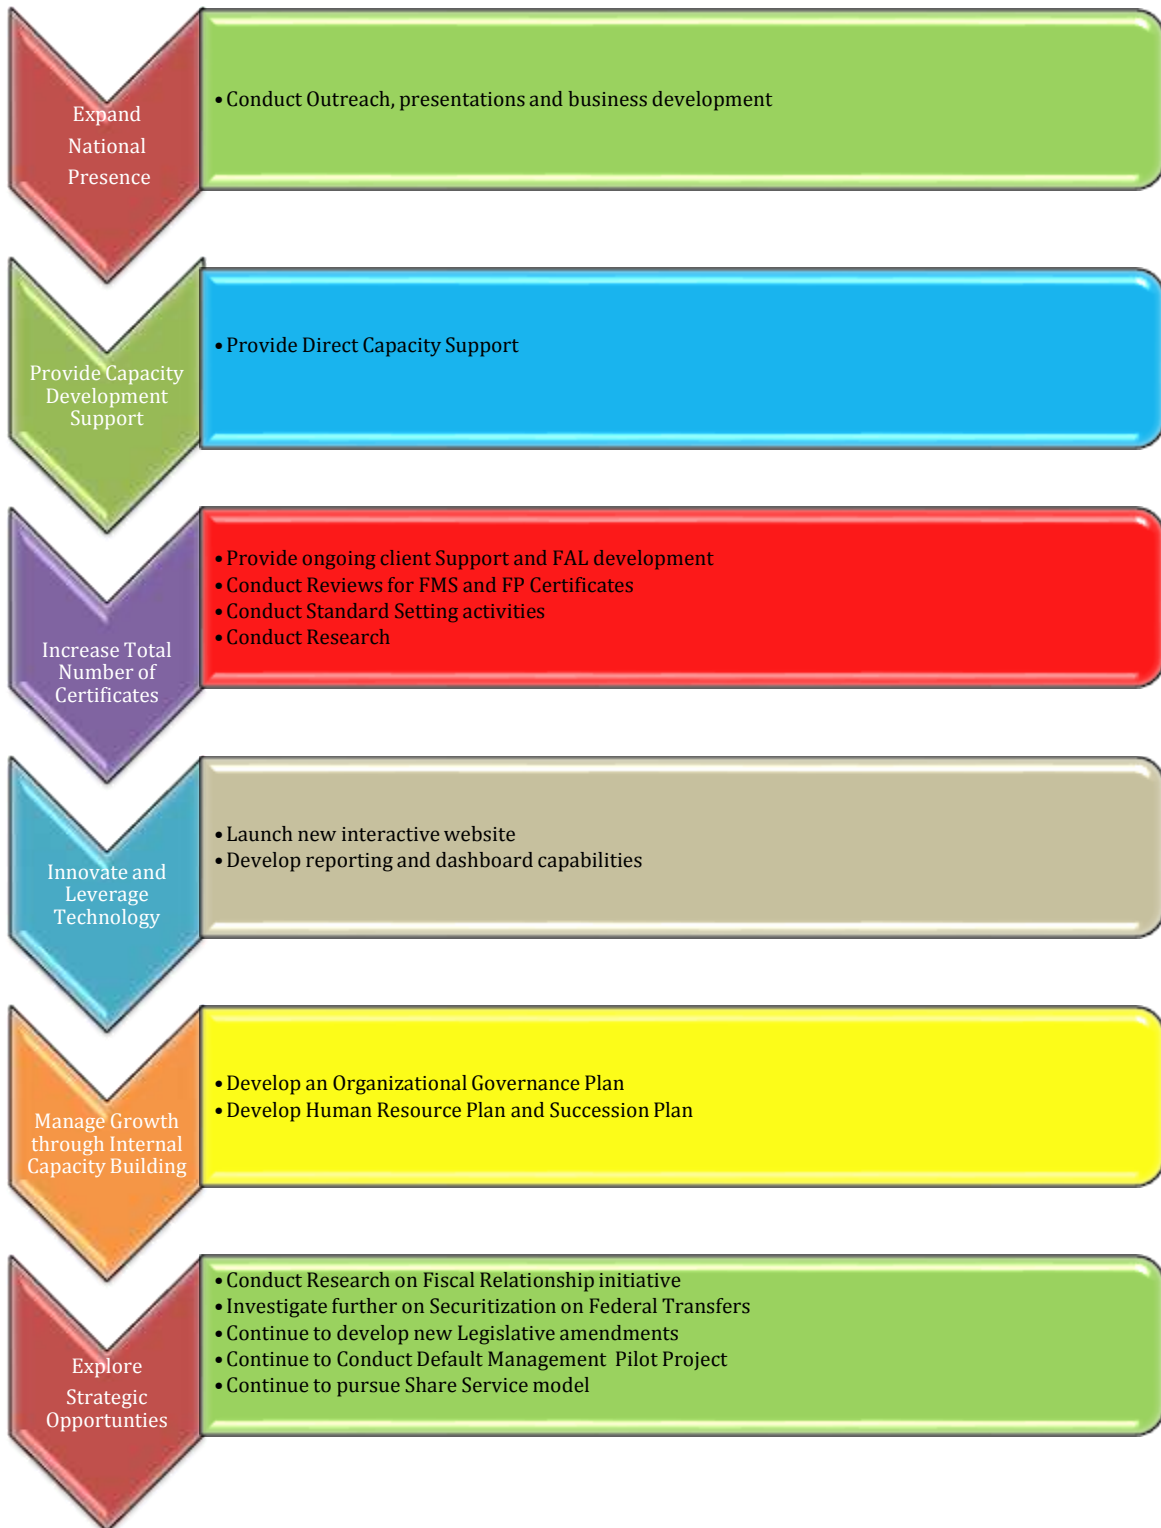 Expand
National
Presence
• Conduct Outreach, presentations and business development
Provide Capacity
Development
Support
• Provide Direct Capacity Support
Increase Total
Number of
Certificates
• Provide ongoing client Support and FAL development
• Conduct Reviews for FMS and FP Certificates
• Conduct Standard Setting activities
• Conduct Research
Innovate and
Leverage
Technology
• Launch new interactive website
• Develop reporting and dashboard capabilities
Manage Growth
through Internal
Capacity Building
• Develop an Organizational Governance Plan
• Develop Human Resource Plan and Succession Plan
Explore
Strategic
Opportunties
• Conduct Research on Fiscal Relationship initiative
• Investigate further on Securitization on Federal Transfers
• Continue to develop new Legislative amendments
• Continue to Conduct Default Management Pilot Project
• Continue to pursue Share Service model